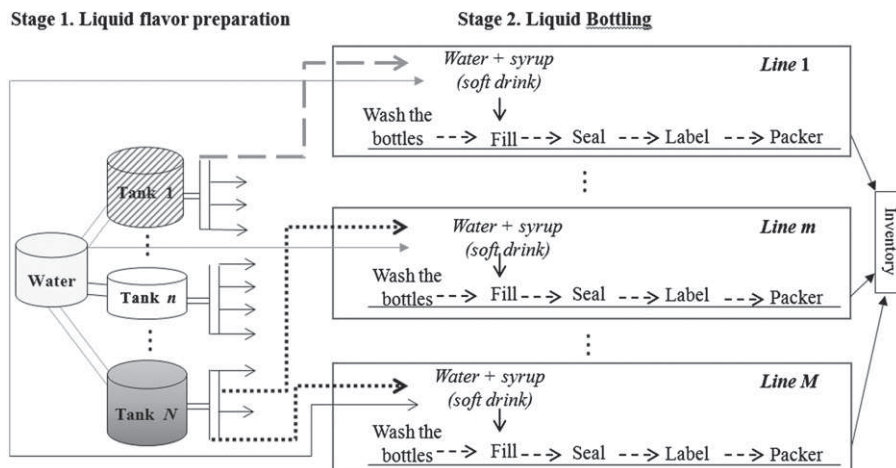 Stage 1. Liquid flavor preparation
Stage 2. Liquid Bottling
Water + syrup
(soft drink)
Line 1
Wash the
bottles
Fill
Seal
Label
Packer
Tank 1
Water
Tank n
Tank N
Water + syrup
(soft drink)
Line m
Wash the
bottles
Fill
Seal
Label
Packer
Water + syrup
(soft drink)
Line M
Wash the
bottles
Fill
Seal
Label
Packer
Inventory